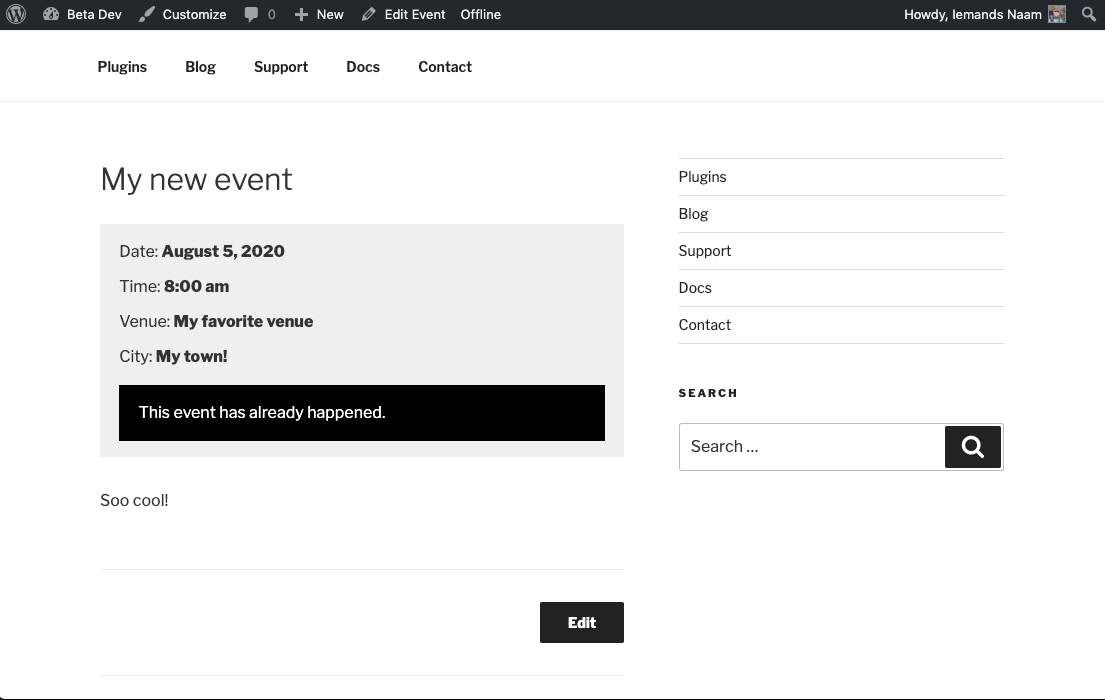 Beta Dev Customize 0 New Edit Event Offline Howdy, Iemands Naam
Plugins Blog Support Docs Contact
My new event
Date: August 5, 2020
Time: 8:00 am
Venue: My favorite venue
City: My town!
This event has already happened.
Soo cool!
Edit
Plugins
Blog
Support
Docs
Contact
SEARCH
Search …